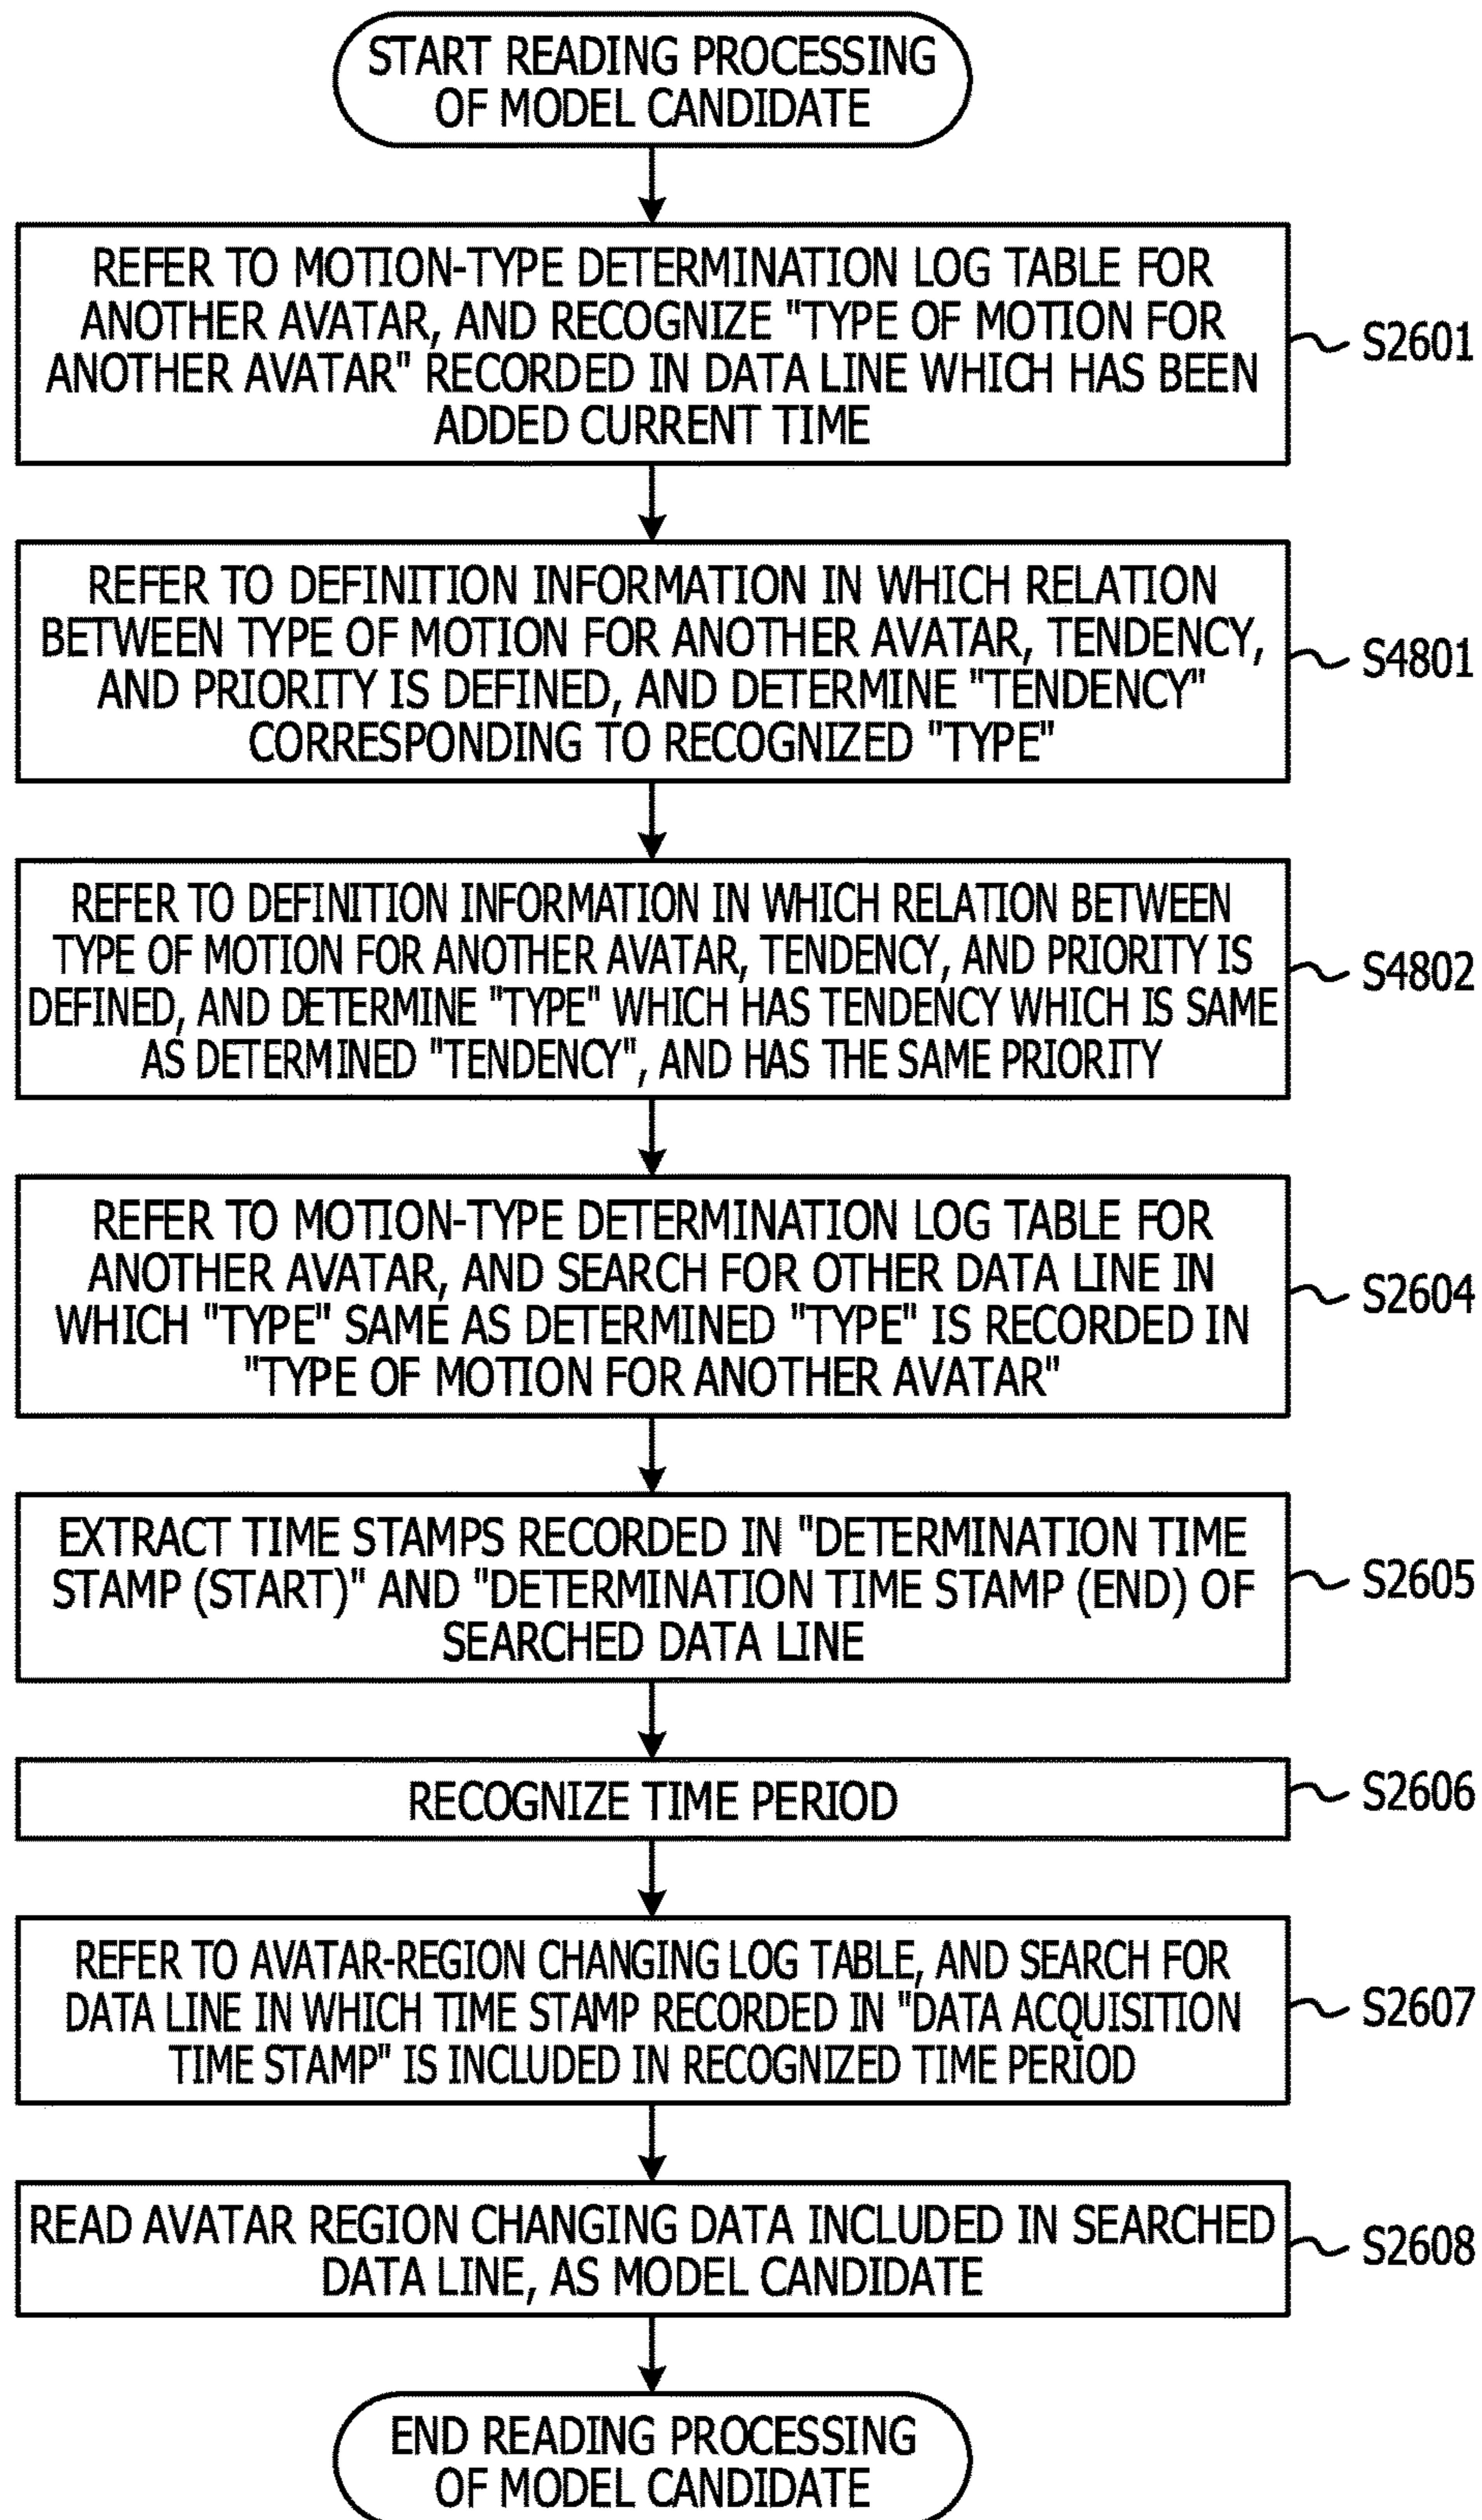 START READING PROCESSING
OF MODEL CANDIDATE
REFER TO MOTION-TYPE DETERMINATION LOG TABLE FOR
ANOTHER AVATAR, AND RECOGNIZE "TYPE OF MOTION FOR
ANOTHER AVATAR" RECORDED IN DATA LINE WHICH HAS BEEN
ADDED CURRENT TIME
S2601
REFER TO DEFINITION INFORMATION IN WHICH RELATION
BETWEEN TYPE OF MOTION FOR ANOTHER AVATAR, TENDENCY,
AND PRIORITY IS DEFINED, AND DETERMINE "TENDENCY"
CORRESPONDING TO RECOGNIZED "TYPE"
S4801
REFER TO DEFINITION INFORMATION IN WHICH RELATION BETWEEN
TYPE OF MOTION FOR ANOTHER AVATAR, TENDENCY, AND PRIORITY IS
DEFINED, AND DETERMINE "TYPE" WHICH HAS TENDENCY WHICH IS SAME
AS DETERMINED "TENDENCY", AND HAS THE SAME PRIORITY
S4802
REFER TO MOTION-TYPE DETERMINATION LOG TABLE FOR
ANOTHER AVATAR, AND SEARCH FOR OTHER DATA LINE IN
WHICH "TYPE" SAME AS DETERMINED "TYPE" IS RECORDED IN
"TYPE OF MOTION FOR ANOTHER AVATAR"
S2604
EXTRACT TIME STAMPS RECORDED IN "DETERMINATION TIME
STAMP (START)" AND "DETERMINATION TIME STAMP (END) OF
SEARCHED DATA LINE
S2605
RECOGNIZE TIME PERIOD
S2606
REFER TO AVATAR-REGION CHANGING LOG TABLE, AND SEARCH FOR
DATA LINE IN WHICH TIME STAMP RECORDED IN "DATA ACQUISITION
TIME STAMP" IS INCLUDED IN RECOGNIZED TIME PERIOD
S2607
READ AVATAR REGION CHANGING DATA INCLUDED IN SEARCHED
DATA LINE, AS MODEL CANDIDATE
S2608
END READING PROCESSING
OF MODEL CANDIDATE